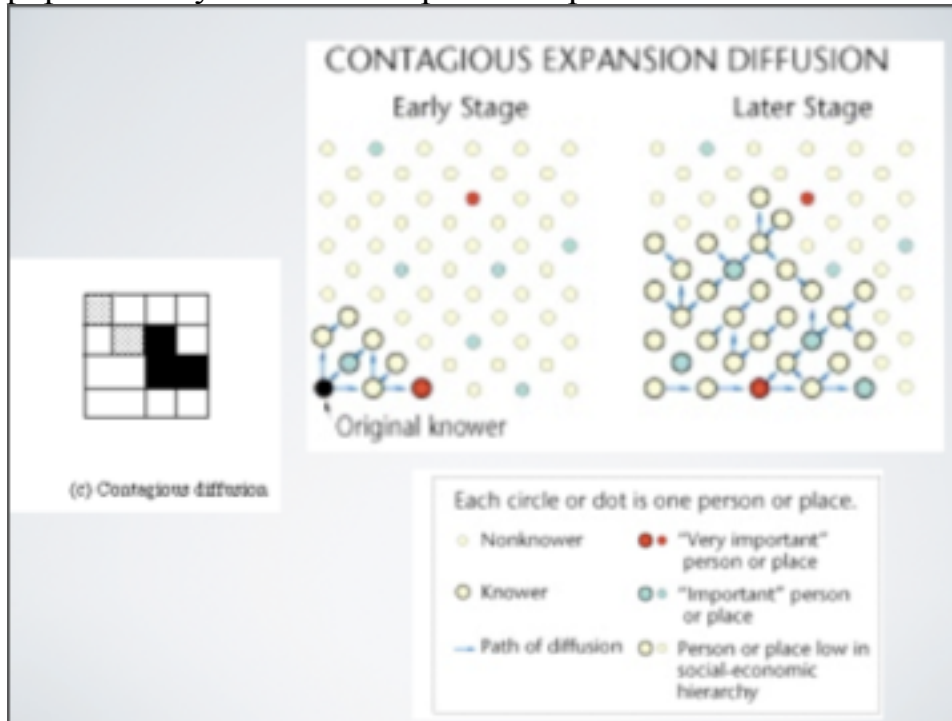 CONTAGIOUS EXPANSION DIFFUSION
Early Stage
Later Stage
Original knower
(c) Contagious diffusion
Each circle or dot is one person or place.
Nonknower
"Very important"
person or place
Knower
"Important" person
or place
Path of diffusion
Person or place low in
social-economic
hierarchy